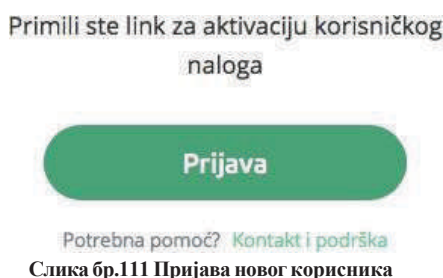 Primili ste link za aktivaciju korisničkog
naloga
Prijava
Potrebna pomoć? Kontakt i podrška
Слика бр.111 Пријава новог корисника